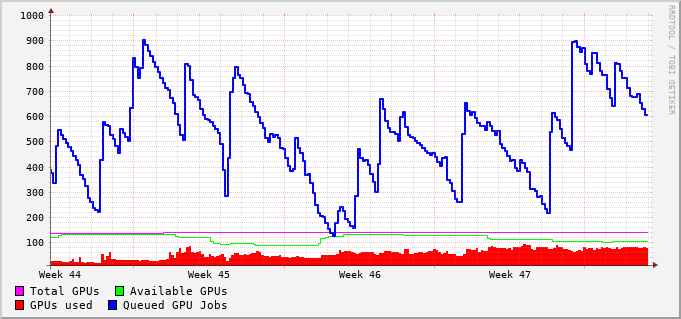 1000
900
800
700
600
500
400
300
200
100
Week 44 Week 45 Week 46 Week 47
Total GPUs Available GPUs
GPUs used Queued GPU Jobs
RRDTOOL / TOBI OETIKER